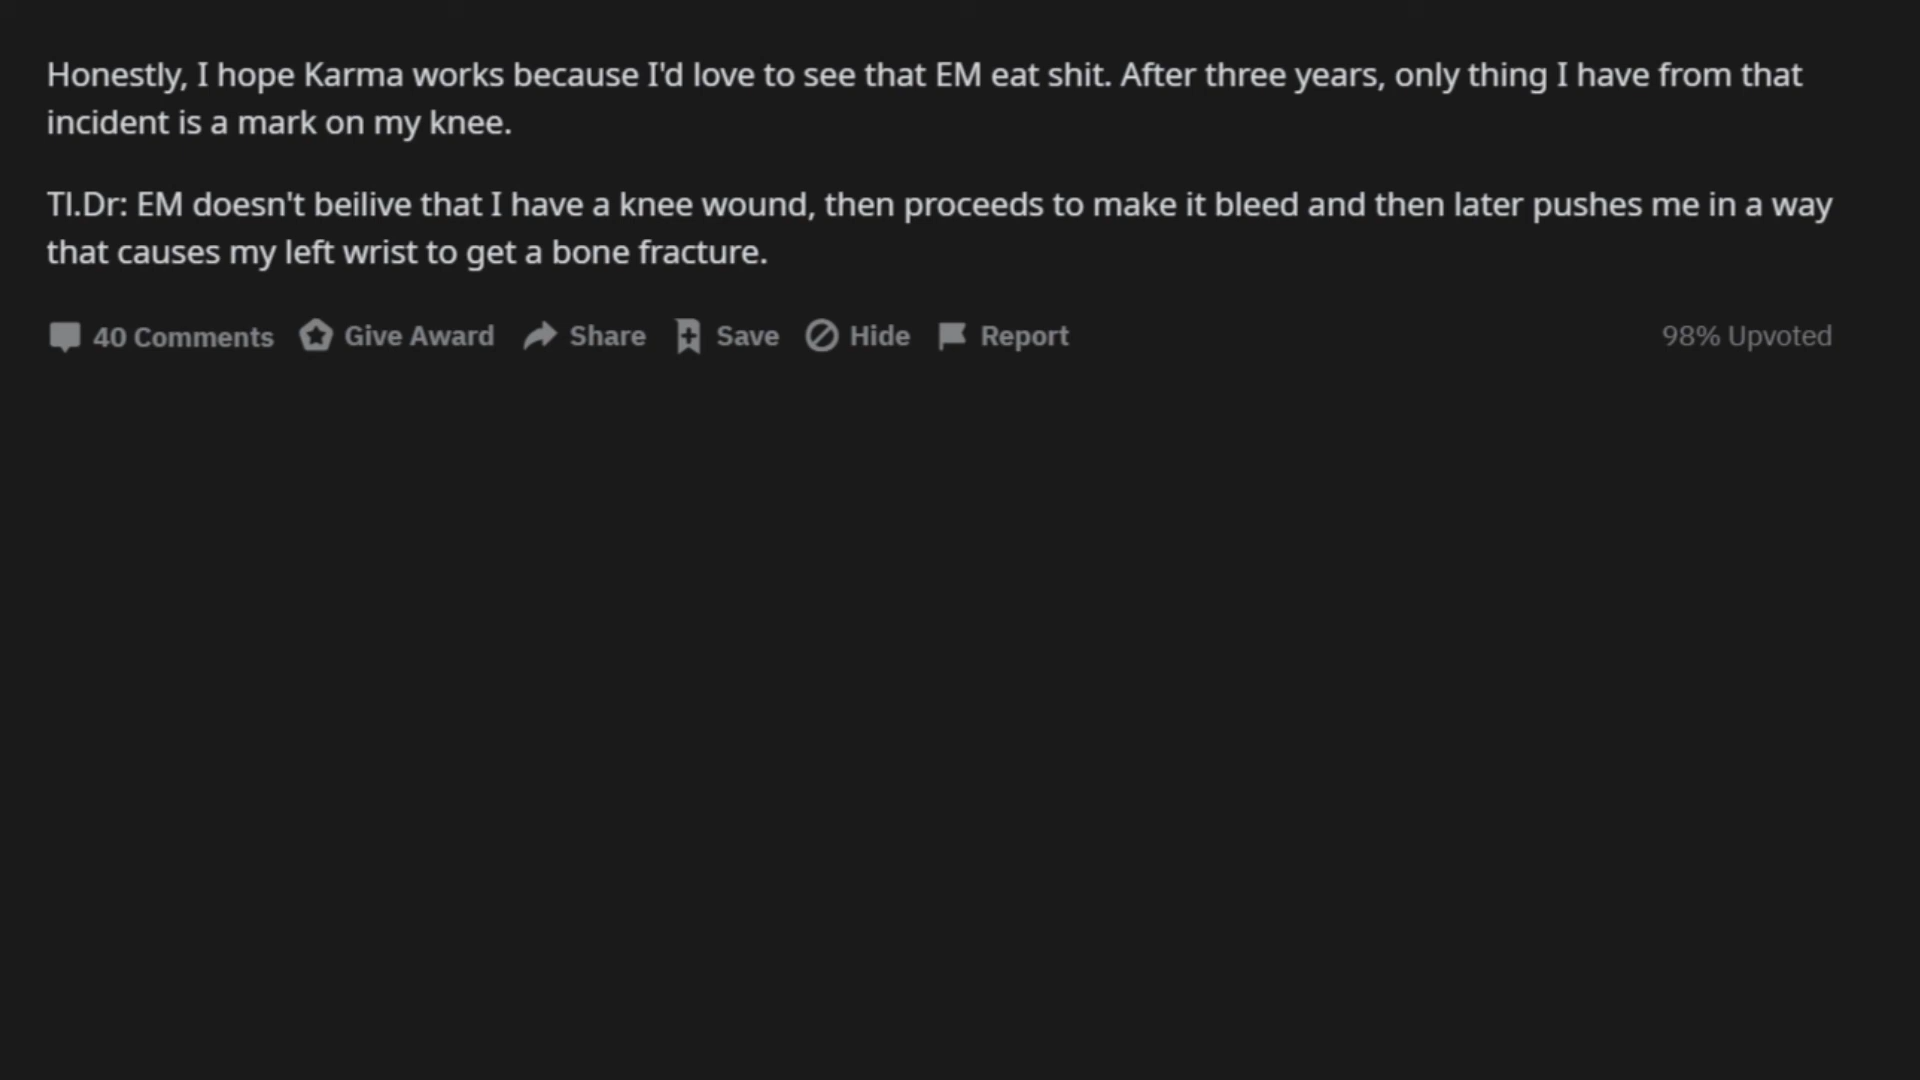 Honestly, I hope Karma works because I'd love to see that EM eat shit. After three years, only thing I have from that
incident is a mark on my knee.
Tl.Dr: EM doesn't beilive that I have a knee wound, then proceeds to make it bleed and then later pushes me in a way
that causes my left wrist to get a bone fracture.
40 Comments Give Award Share Save Hide Report 98% Upvoted